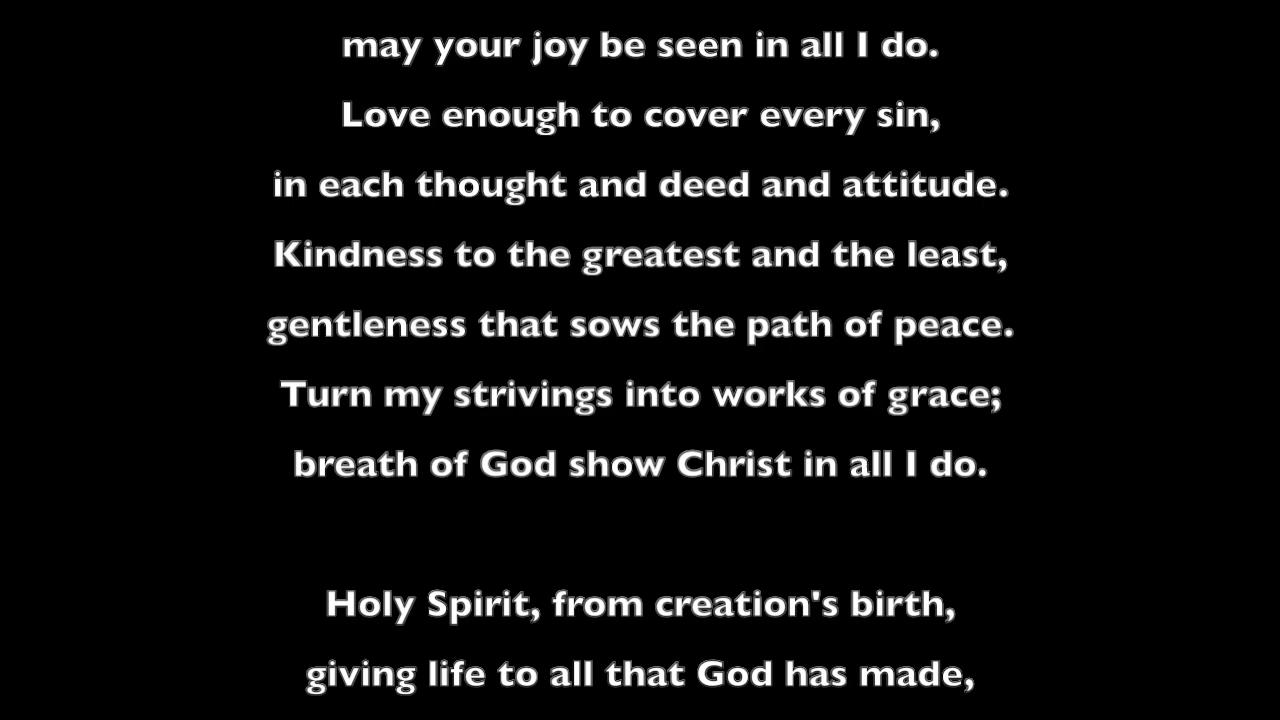 may your joy be seen in all I do.
Love enough to cover every sin,
in each thought and deed and attitude.
Kindness to the greatest and the least,
gentleness that sows the path of peace.
Turn my strivings into works of grace;
breath of God show Christ in all I do.
Holy Spirit, from creation's birth,
giving life to all that God has made,